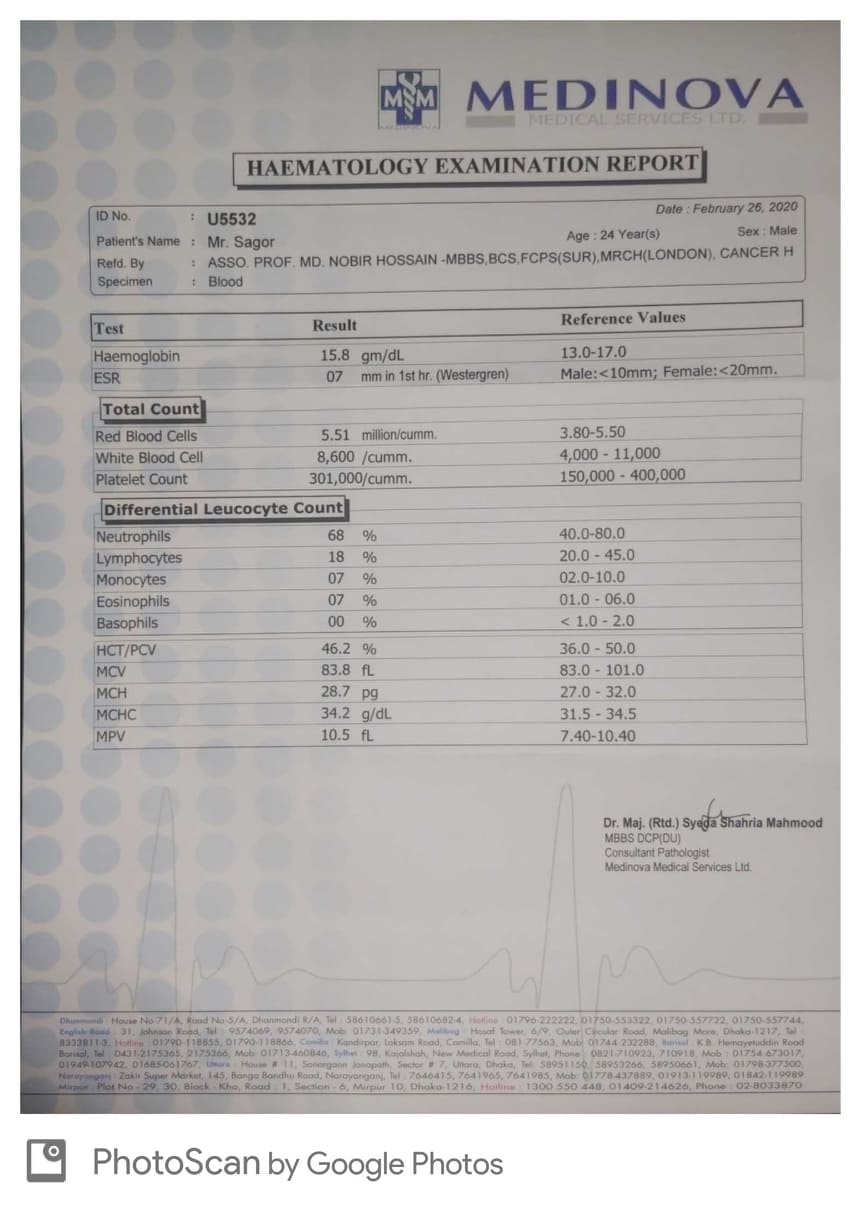 MM
MEDINOVA
MEDINOVA
MEDICAL SERVICES LTD.
HAEMATOLOGY EXAMINATION REPORT
ID No. : U5532 Date : February 26, 2020
Patient's Name : Mr. Sagor Age : 24 Year(s) Sex : Male
Refd. By : ASSO. PROF. MD. NOBIR HOSSAIN -MBBS,BCS,FCPS(SUR),MRCH(LONDON), CANCER H
Specimen : Blood
Test Result Reference Values
Haemoglobin 15.8 gm/dL 13.0-17.0
ESR 07 mm in 1st hr. (Westergren) Male:<10mm; Female:<20mm.
Total Count
Red Blood Cells 5.51 million/cumm. 3.80-5.50
White Blood Cell 8,600 /cumm. 4,000 - 11,000
Platelet Count 301,000/cumm. 150,000 - 400,000
Differential Leucocyte Count
Neutrophils 68 % 40.0-80.0
Lymphocytes 18 % 20.0 - 45.0
Monocytes 07 % 02.0-10.0
Eosinophils 07 % 01.0 - 06.0
Basophils 00 % < 1.0 - 2.0
HCT/PCV 46.2 % 36.0 - 50.0
MCV 83.8 fL 83.0 - 101.0
MCH 28.7 pg 27.0 - 32.0
MCHC 34.2 g/dL 31.5 - 34.5
MPV 10.5 fL 7.40-10.40
Dr. Maj. (Rtd.) Syeda Shahria Mahmood
MBBS DCP(DU)
Consultant Pathologist
Medinova Medical Services Ltd.
Dhanmondi : House No-71/A, Road No-5/A, Dhanmondi R/A, Tel : 58610661-5, 58610682-4, Hotline : 01796-222222, 01750-553322, 01750-557722, 01750-557744,
English Road : 31, Johnson Road, Tel : 9574069, 9574070, Mob: 01731-349359, Malibag : Hosaf Tower, 6/9, Outer Circular Road, Malibag More, Dhaka-1217, Tel :
8333811-3, Hotline : 01790-118855, 01790-118866, Comilla : Kandirpar, Laksam Road, Comilla, Tel : 081-77563, Mob: 01744-232288, Barisal : K.B. Hemayetuddin Road
Barisal, Tel : 0431-2175365, 2175366, Mob: 01713-460846, Sylhet : 98, Kajalshah, New Medical Road, Sylhet, Phone : 0821-710923, 710918, Mob : 01754-673017,
01949-107942, 01685-061767, Uttara : House # 11, Sonargaon Janapath, Sector # 7, Uttara, Dhaka, Tel: 58951150, 58953266, 58950661, Mob: 01798-377300,
Narayanganj : Zakir Super Market, 145, Banga Bandhu Road, Narayanganj, Tel : 7646415, 7641965, 7641985, Mob: 01778-437889, 01913-119989, 01842-119989
Mirpur : Plot No - 29, 30, Block - Kha, Road : 1, Section - 6, Mirpur 10, Dhaka-1216, Hotline : 1300 550 448, 01409-214626, Phone : 02-8033870
PhotoScan by Google Photos